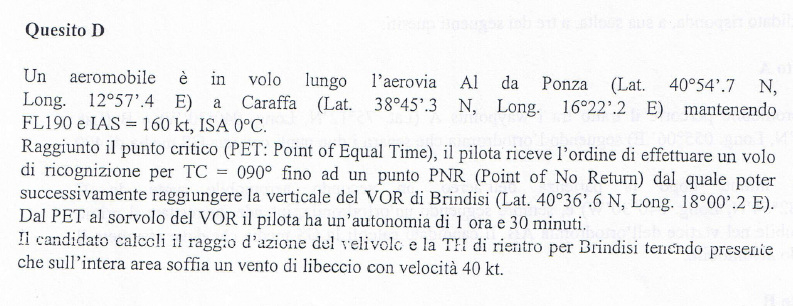 Quesito D
Un aeromobile è in volo lungo l'aerovia A1 da Ponza (Lat. 40°54'.7 N,
Long. 12°57'.4 E) a Caraffa (Lat. 38°45'.3 N, Long. 16°22'.2 E) mantenendo
FL190 e IAS = 160 kt, ISA 0°C.
Raggiunto il punto critico (PET: Point of Equal Time), il pilota riceve l'ordine di effettuare un volo
di ricognizione per TC = 090° fino ad un punto PNR (Point of No Return) dal quale poter
successivamente raggiungere la verticale del VOR di Brindisi (Lat. 40°36'.6 N, Long. 18°00'.2 E).
Dal PET al sorvolo del VOR il pilota ha un'autonomia di 1 ora e 30 minuti.
Il candidato calcoli il raggio d'azione del velivolo e la TH di rientro per Brindisi tenendo presente
che sull'intera area soffia un vento di libeccio con velocità 40 kt.